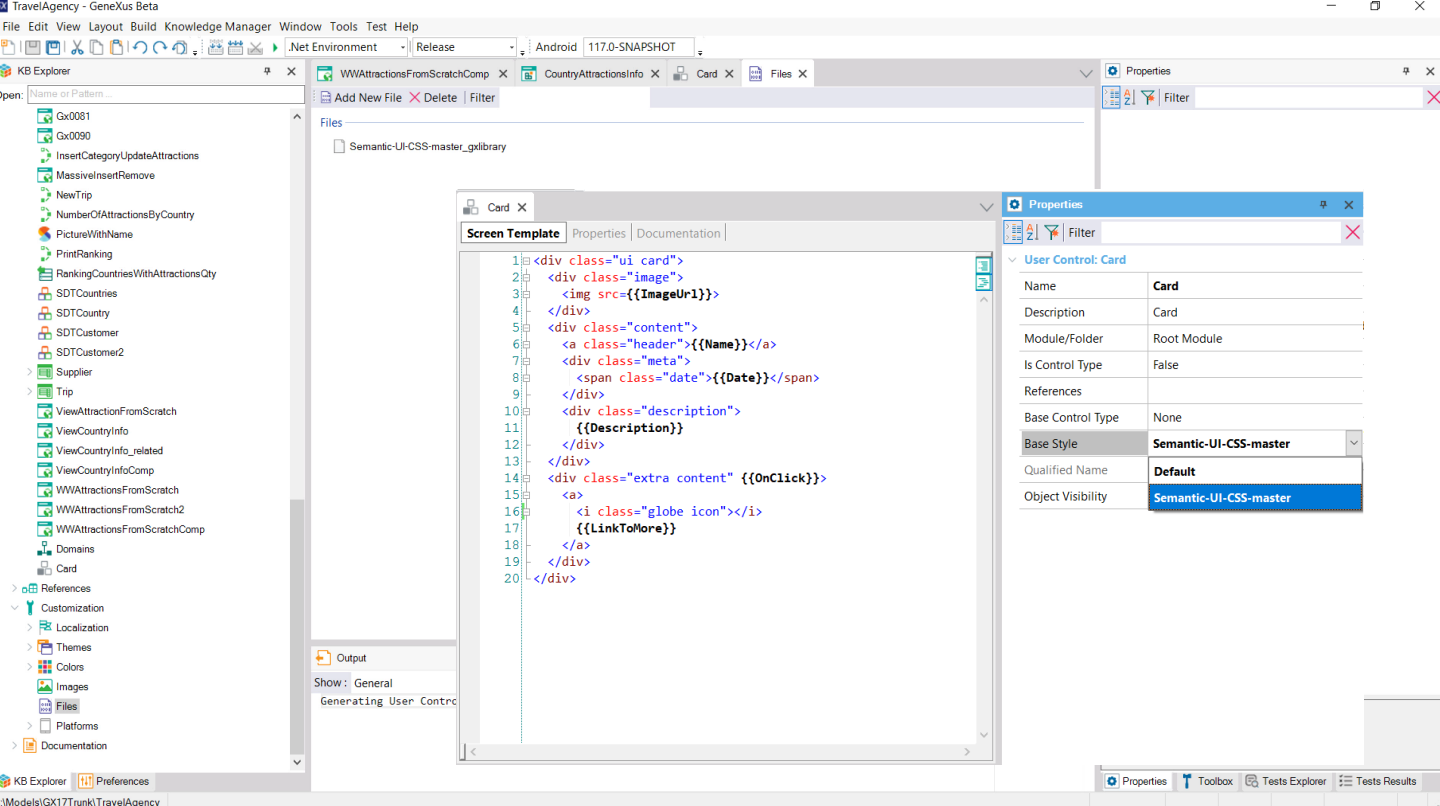 TravelAgency - GeneXus Beta
File Edit View Layout Build Knowledge Manager Window Tools Test Help
.Net Environment Release Android 117.0-SNAPSHOT
KB Explorer
Open: Name or Pattern ...
Gx0081
Gx0090
InsertCategoryUpdateAttractions
MassiveInsertRemove
NewTrip
NumberOfAttractionsByCountry
PictureWithName
PrintRanking
RankingCountriesWithAttractionsQty
SDTCountries
SDTCountry
SDTCustomer
SDTCustomer2
Supplier
Trip
ViewAttractionFromScratch
ViewCountryInfo
ViewCountryInfo_related
ViewCountryInfoComp
WWAttractionsFromScratch
WWAttractionsFromScratch2
WWAttractionsFromScratchComp
Domains
Card
References
Customization
Localization
Themes
Colors
Images
Files
Platforms
Documentation
KB Explorer Preferences
:\Models\GX17Trunk\TravelAgency
WWAttractionsFromScratchComp CountryAttractionsInfo Card Files
Add New File Delete Filter
Files
Semantic-UI-CSS-master_gxlibrary
Output
Show : General
Generating User Contro
Card
Screen Template Properties Documentation
1 <div class="ui card">
2 <div class="image">
3 <img src={{ImageUrl}}>
4 </div>
5 <div class="content">
6 <a class="header">{{Name}}</a>
7 <div class="meta">
8 <span class="date">{{Date}}</span>
9 </div>
10 <div class="description">
11 {{Description}}
12 </div>
13 </div>
14 <div class="extra content" {{OnClick}}>
15 <a>
16 <i class="globe icon"></i>
17 {{LinkToMore}}
18 </a>
19 </div>
20 </div>
Properties
Filter
Properties
Filter
User Control: Card
Name Card
Description Card
Module/Folder Root Module
Is Control Type False
References
Base Control Type None
Base Style Semantic-UI-CSS-master
Default
Qualified Name
Semantic-UI-CSS-master
Object Visibility
Properties Toolbox Tests Explorer Tests Results